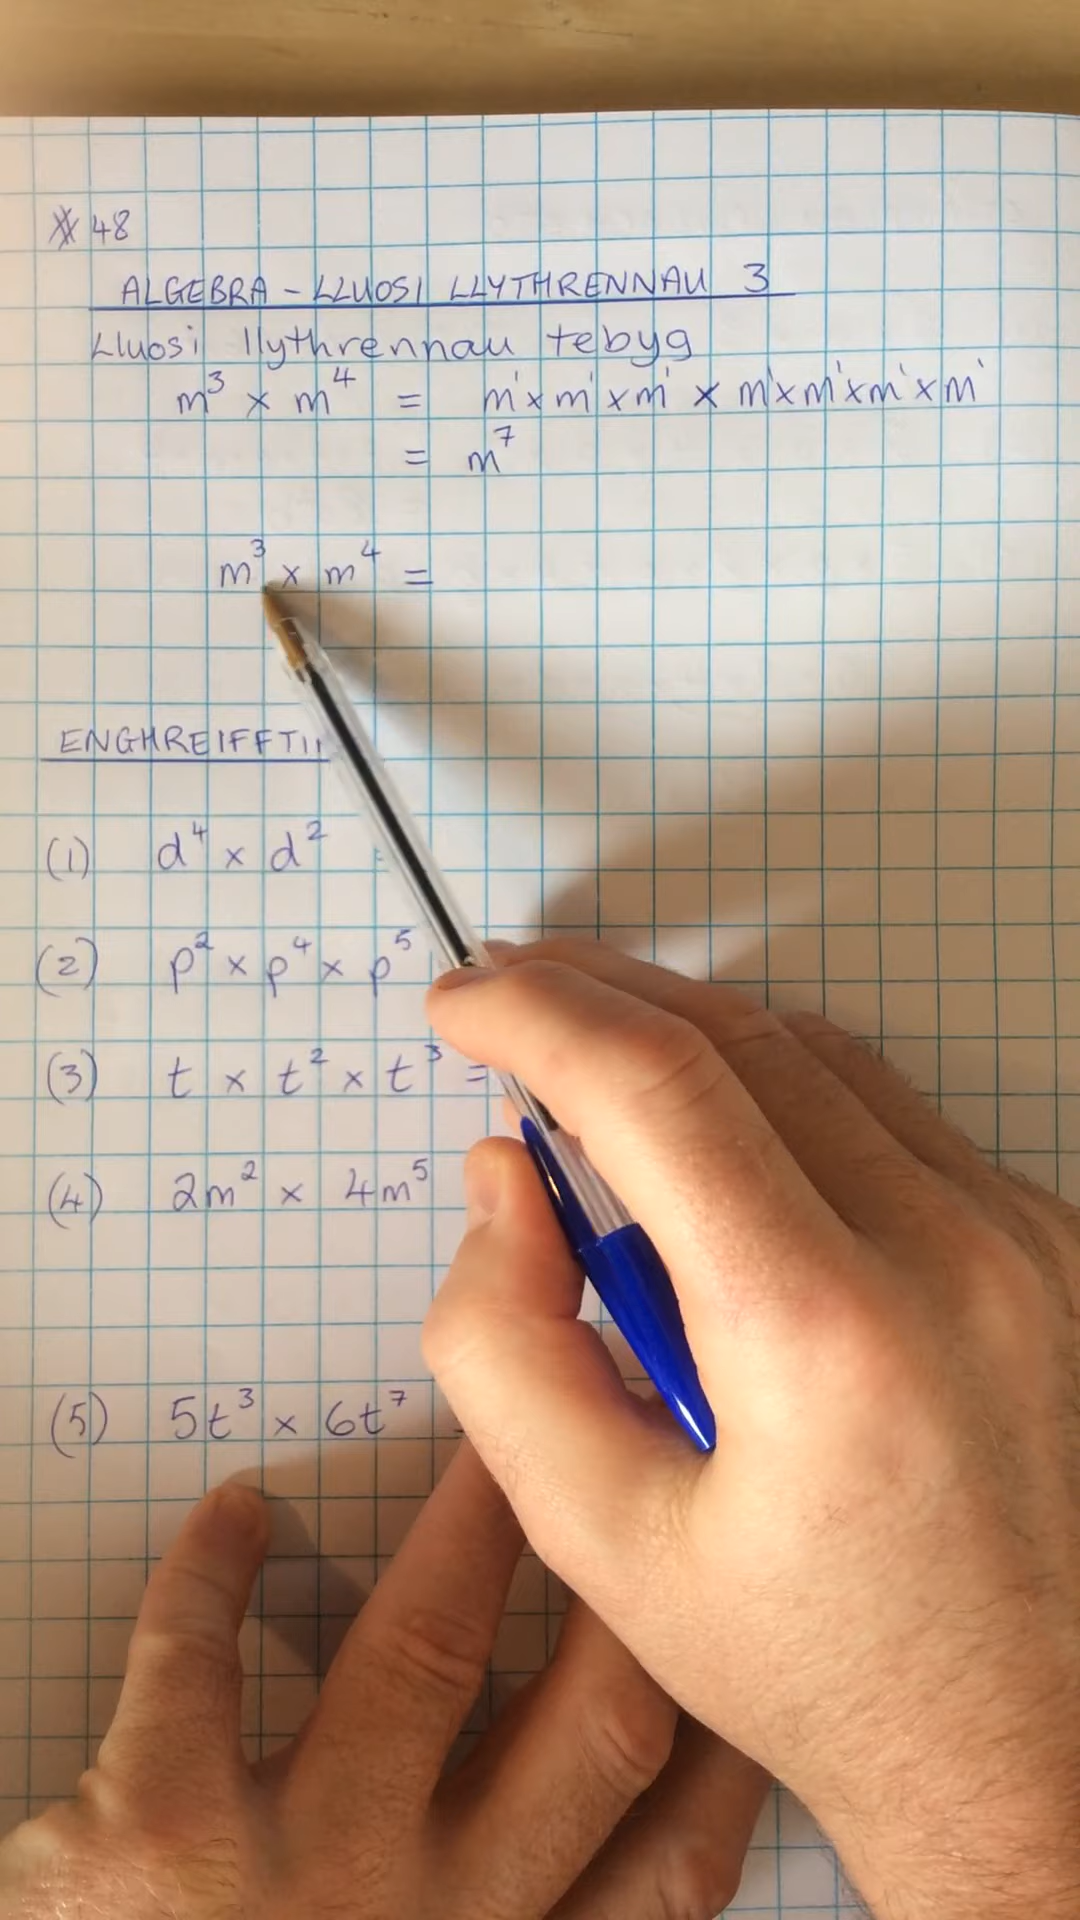 ※ 48
ALGEBRA - LLUOSI LLYTHRENNAU 3
Lluosi llythrennau tebyg
m³ × m⁴ = m¹ × m¹ × m¹ × m¹ × m¹ × m¹ × m¹
= m⁷
m³ × m⁴ =
(1) d⁴ × d²
(2) p² × p⁴ × p⁵
(3) t × t² × t³ =
(4) 2m² × 4m⁵
(5) 5t³ × 6t⁷